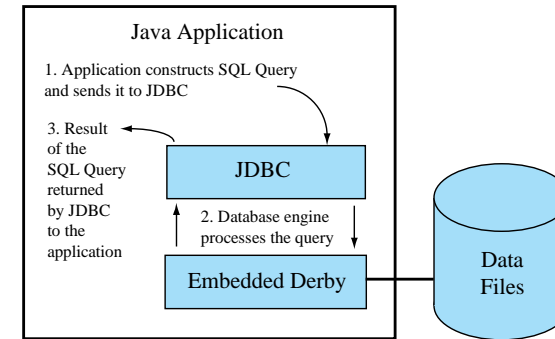 Java Application
1. Application constructs SQL Query
and sends it to JDBC
3. Result
of the
SQL Query
returned
by JDBC
to the
application
JDBC
2. Database engine
processes the query
Embedded Derby
Data
Files